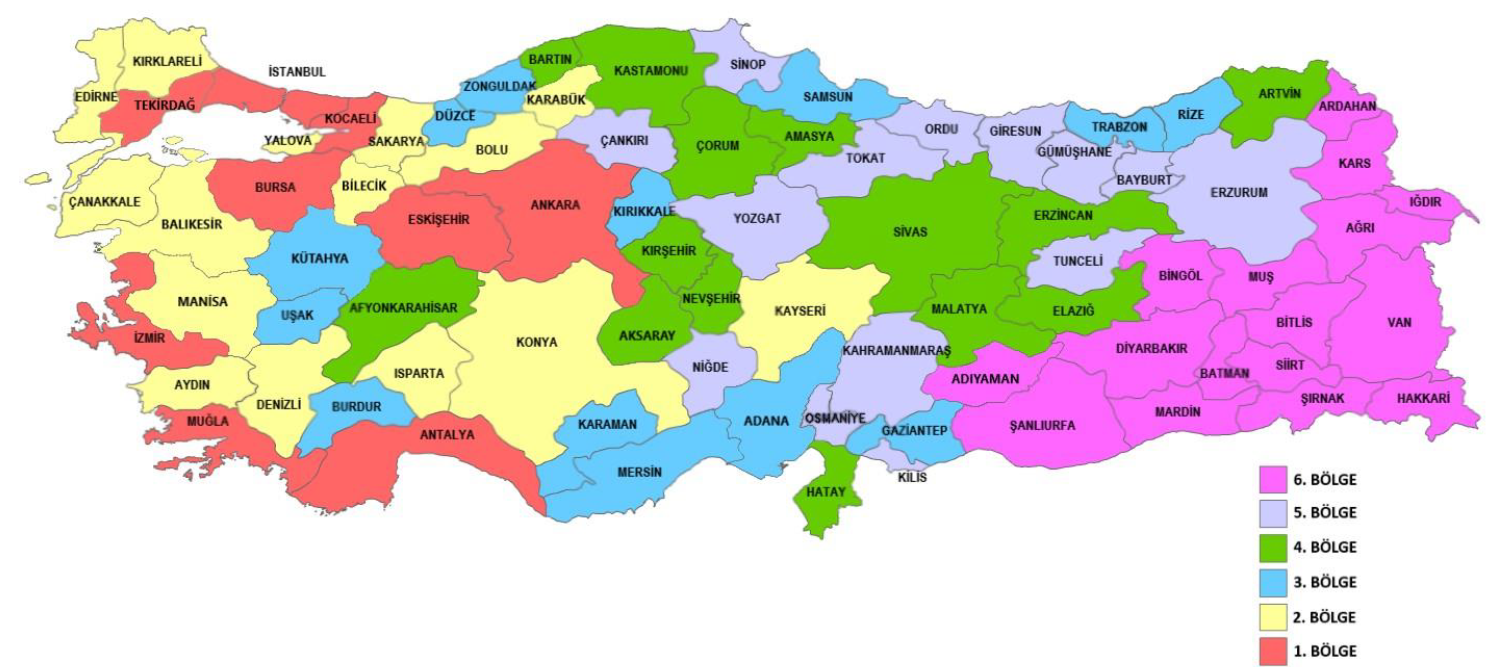 KIRKLARELİ
İSTANBUL
EDİRNE
TEKİRDAĞ
KOCAELİ
YALOVA
SAKARYA
DÜZCE
ZONGULDAK
BARTIN
KARABÜK
KASTAMONU
SİNOP
SAMSUN
ÇANKIRI
ÇORUM
AMASYA
TOKAT
ORDU
GİRESUN
GÜMÜŞHANE
TRABZON
RİZE
ARTVİN
ARDAHAN
KARS
BAYBURT
ERZURUM
IĞDIR
AĞRI
BOLU
BİLECİK
BURSA
ÇANAKKALE
BALIKESİR
ESKİŞEHİR
ANKARA
KIRIKKALE
YOZGAT
SİVAS
ERZİNCAN
TUNCELİ
BİNGÖL
MUŞ
KÜTAHYA
KIRŞEHİR
MANİSA
UŞAK
AFYONKARAHİSAR
NEVŞEHİR
KAYSERİ
MALATYA
ELAZIĞ
BİTLİS
VAN
İZMİR
KONYA
AKSARAY
NİĞDE
KAHRAMANMARAŞ
DİYARBAKIR
BATMAN
SİİRT
AYDIN
DENİZLİ
ISPARTA
ADIYAMAN
MARDİN
ŞIRNAK
HAKKARİ
MUĞLA
BURDUR
ANTALYA
KARAMAN
MERSİN
ADANA
OSMANİYE
GAZİANTEP
ŞANLIURFA
KİLİS
HATAY
6. BÖLGE
5. BÖLGE
4. BÖLGE
3. BÖLGE
2. BÖLGE
1. BÖLGE